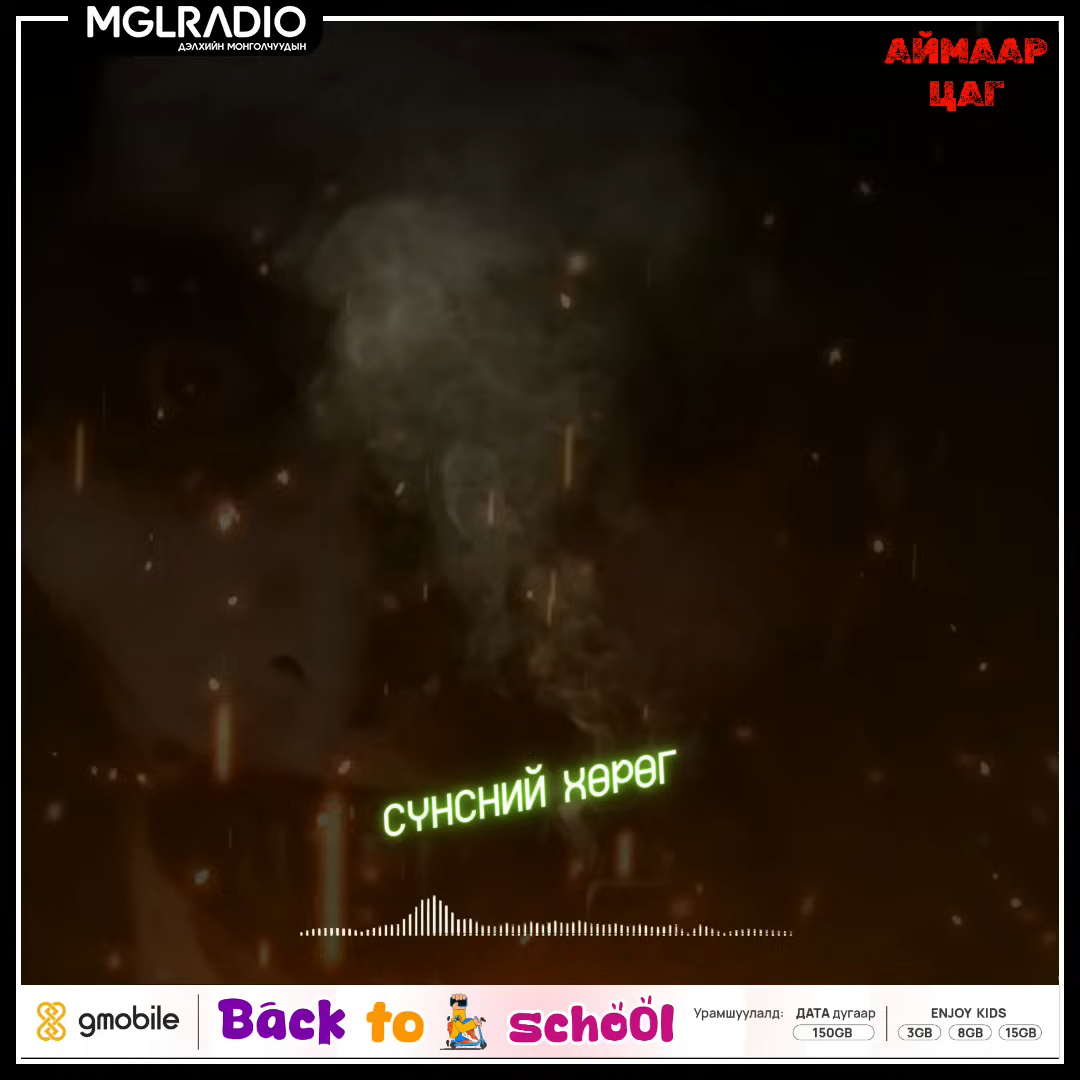 MGLRADIO
ДЭЛХИЙН МОНГОЛЧУУДЫН
АЙМААР
ЦАГ
СҮНСНИЙ ХӨРӨГ
gmobile
Back to school
Урамшуулалд: ДАТА дугаар
150GB
ENJOY KIDS
3GB 8GB 15GB